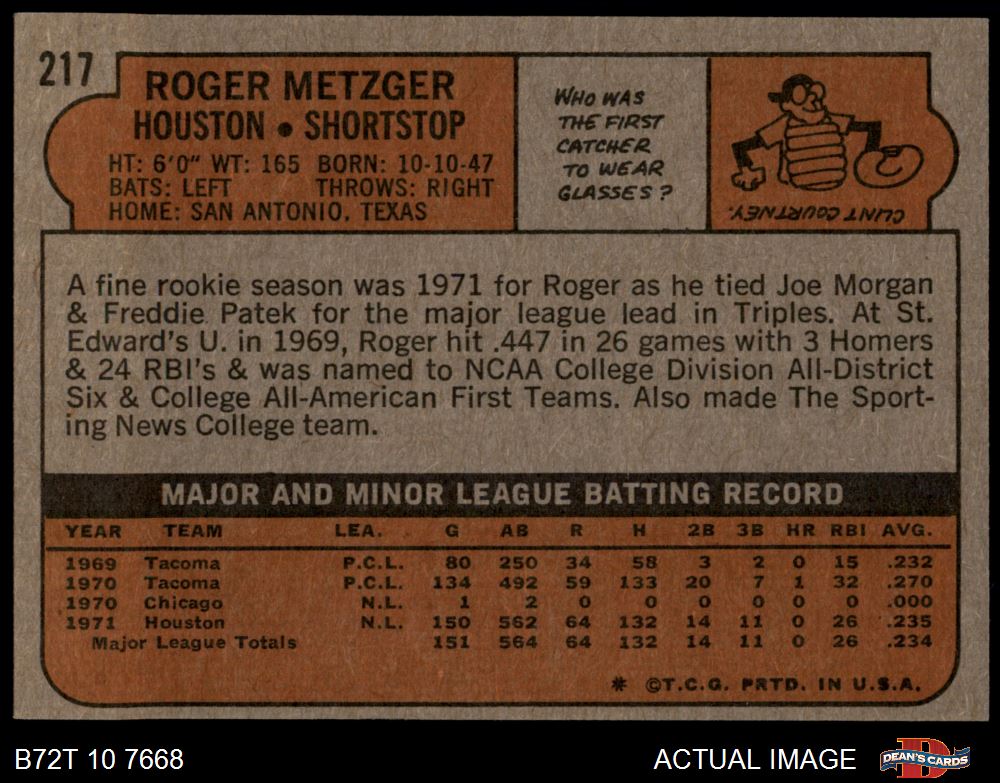 217
ROGER METZGER
HOUSTON • SHORTSTOP
HT: 6'0" WT: 165 BORN: 10-10-47
BATS: LEFT THROWS: RIGHT
HOME: SAN ANTONIO, TEXAS
WHO WAS
THE FIRST
CATCHER
TO WEAR
GLASSES?
CLINT COURTNEY.
A fine rookie season was 1971 for Roger as he tied Joe Morgan
& Freddie Patek for the major league lead in Triples. At St.
Edward's U. in 1969, Roger hit .447 in 26 games with 3 Homers
& 24 RBI's & was named to NCAA College Division All-District
Six & College All-American First Teams. Also made The Sport-
ing News College team.
MAJOR AND MINOR LEAGUE BATTING RECORD
YEAR TEAM LEA. G AB R H 2B 3B HR RBI AVG.
1969 Tacoma P.C.L. 80 250 34 58 3 2 0 15 .232
1970 Tacoma P.C.L. 134 492 59 133 20 7 1 32 .270
1970 Chicago N.L. 1 2 0 0 0 0 0 0 .000
1971 Houston N.L. 150 562 64 132 14 11 0 26 .235
Major League Totals 151 564 64 132 14 11 0 26 .234
* ©T.C.G. PRTD. IN U.S.A.
B72T 10 7668
ACTUAL IMAGE
DEAN'S CARDS